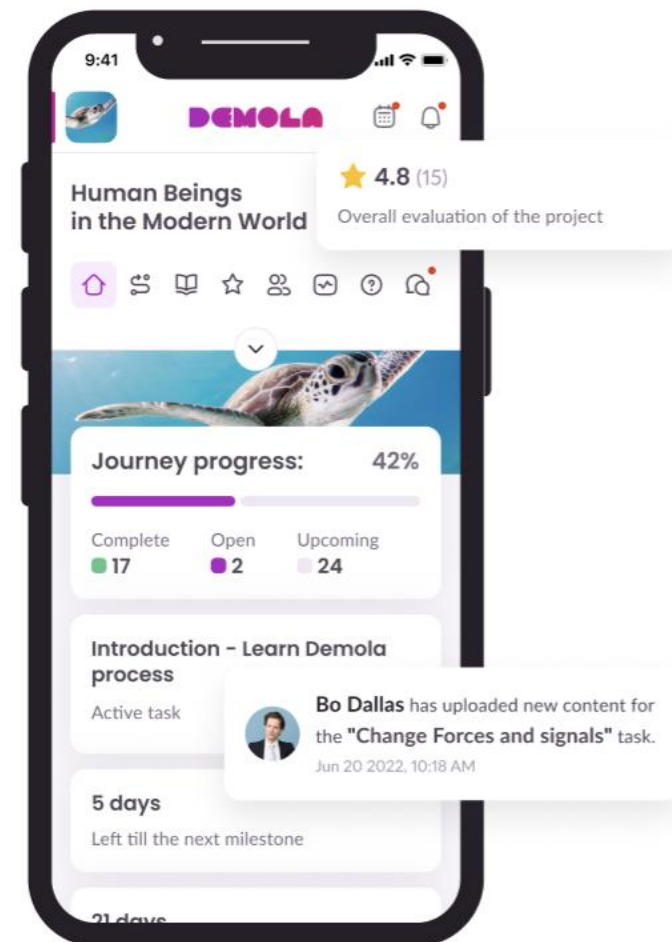 9:41
DEMOLA
4.8 (15)
Overall evaluation of the project
Human Beings
in the Modern World
Journey progress: 42%
Complete Open Upcoming
17 2 24
Introduction - Learn Demola
process
Active task
Bo Dallas has uploaded new content for
the "Change Forces and signals" task.
Jun 20 2022, 10:18 AM
5 days
Left till the next milestone
21 days